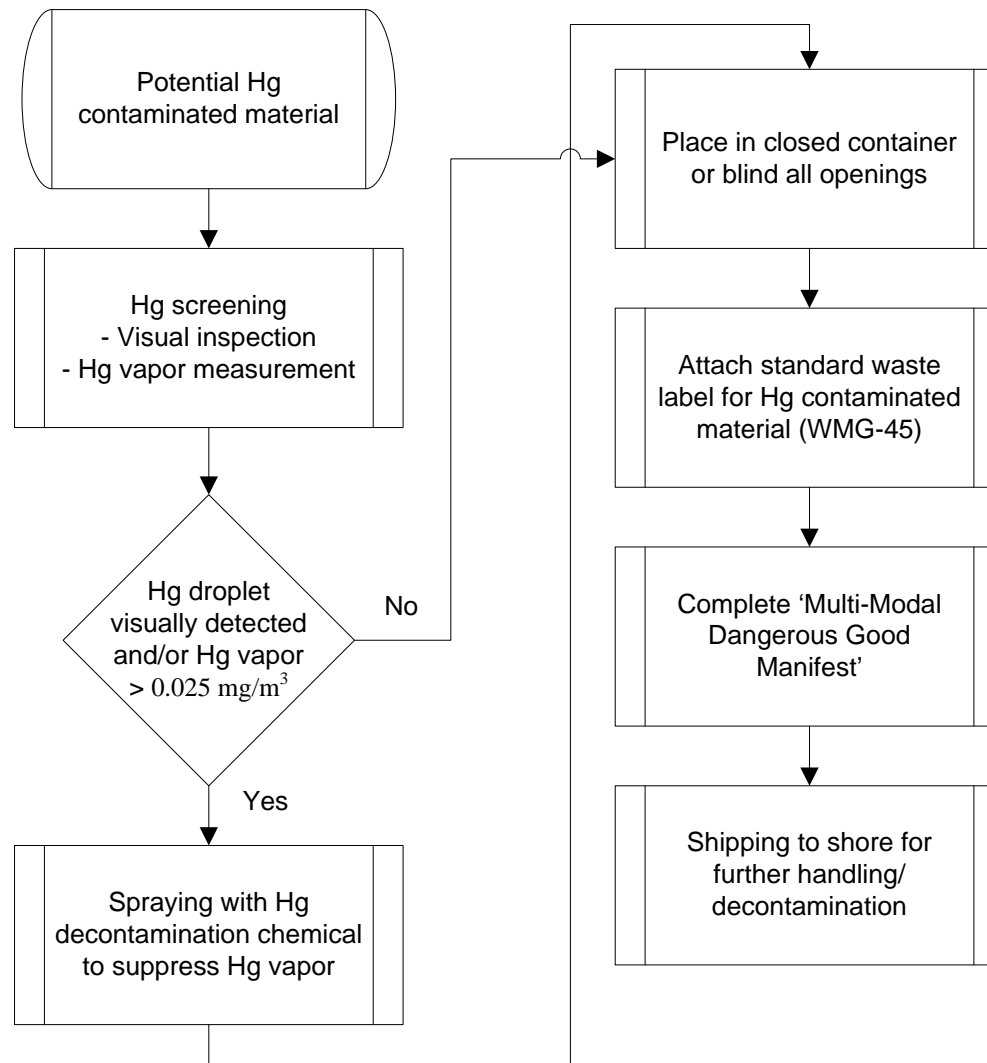 Potential Hg
contaminated material
Hg screening
- Visual inspection
- Hg vapor measurement
Hg droplet
visually detected
and/or Hg vapor
> 0.025 mg/m³
No
Yes
Spraying with Hg
decontamination chemical
to suppress Hg vapor
Place in closed container
or blind all openings
Attach standard waste
label for Hg contaminated
material (WMG-45)
Complete ‘Multi-Modal
Dangerous Good
Manifest’
Shipping to shore for
further handling/
decontamination